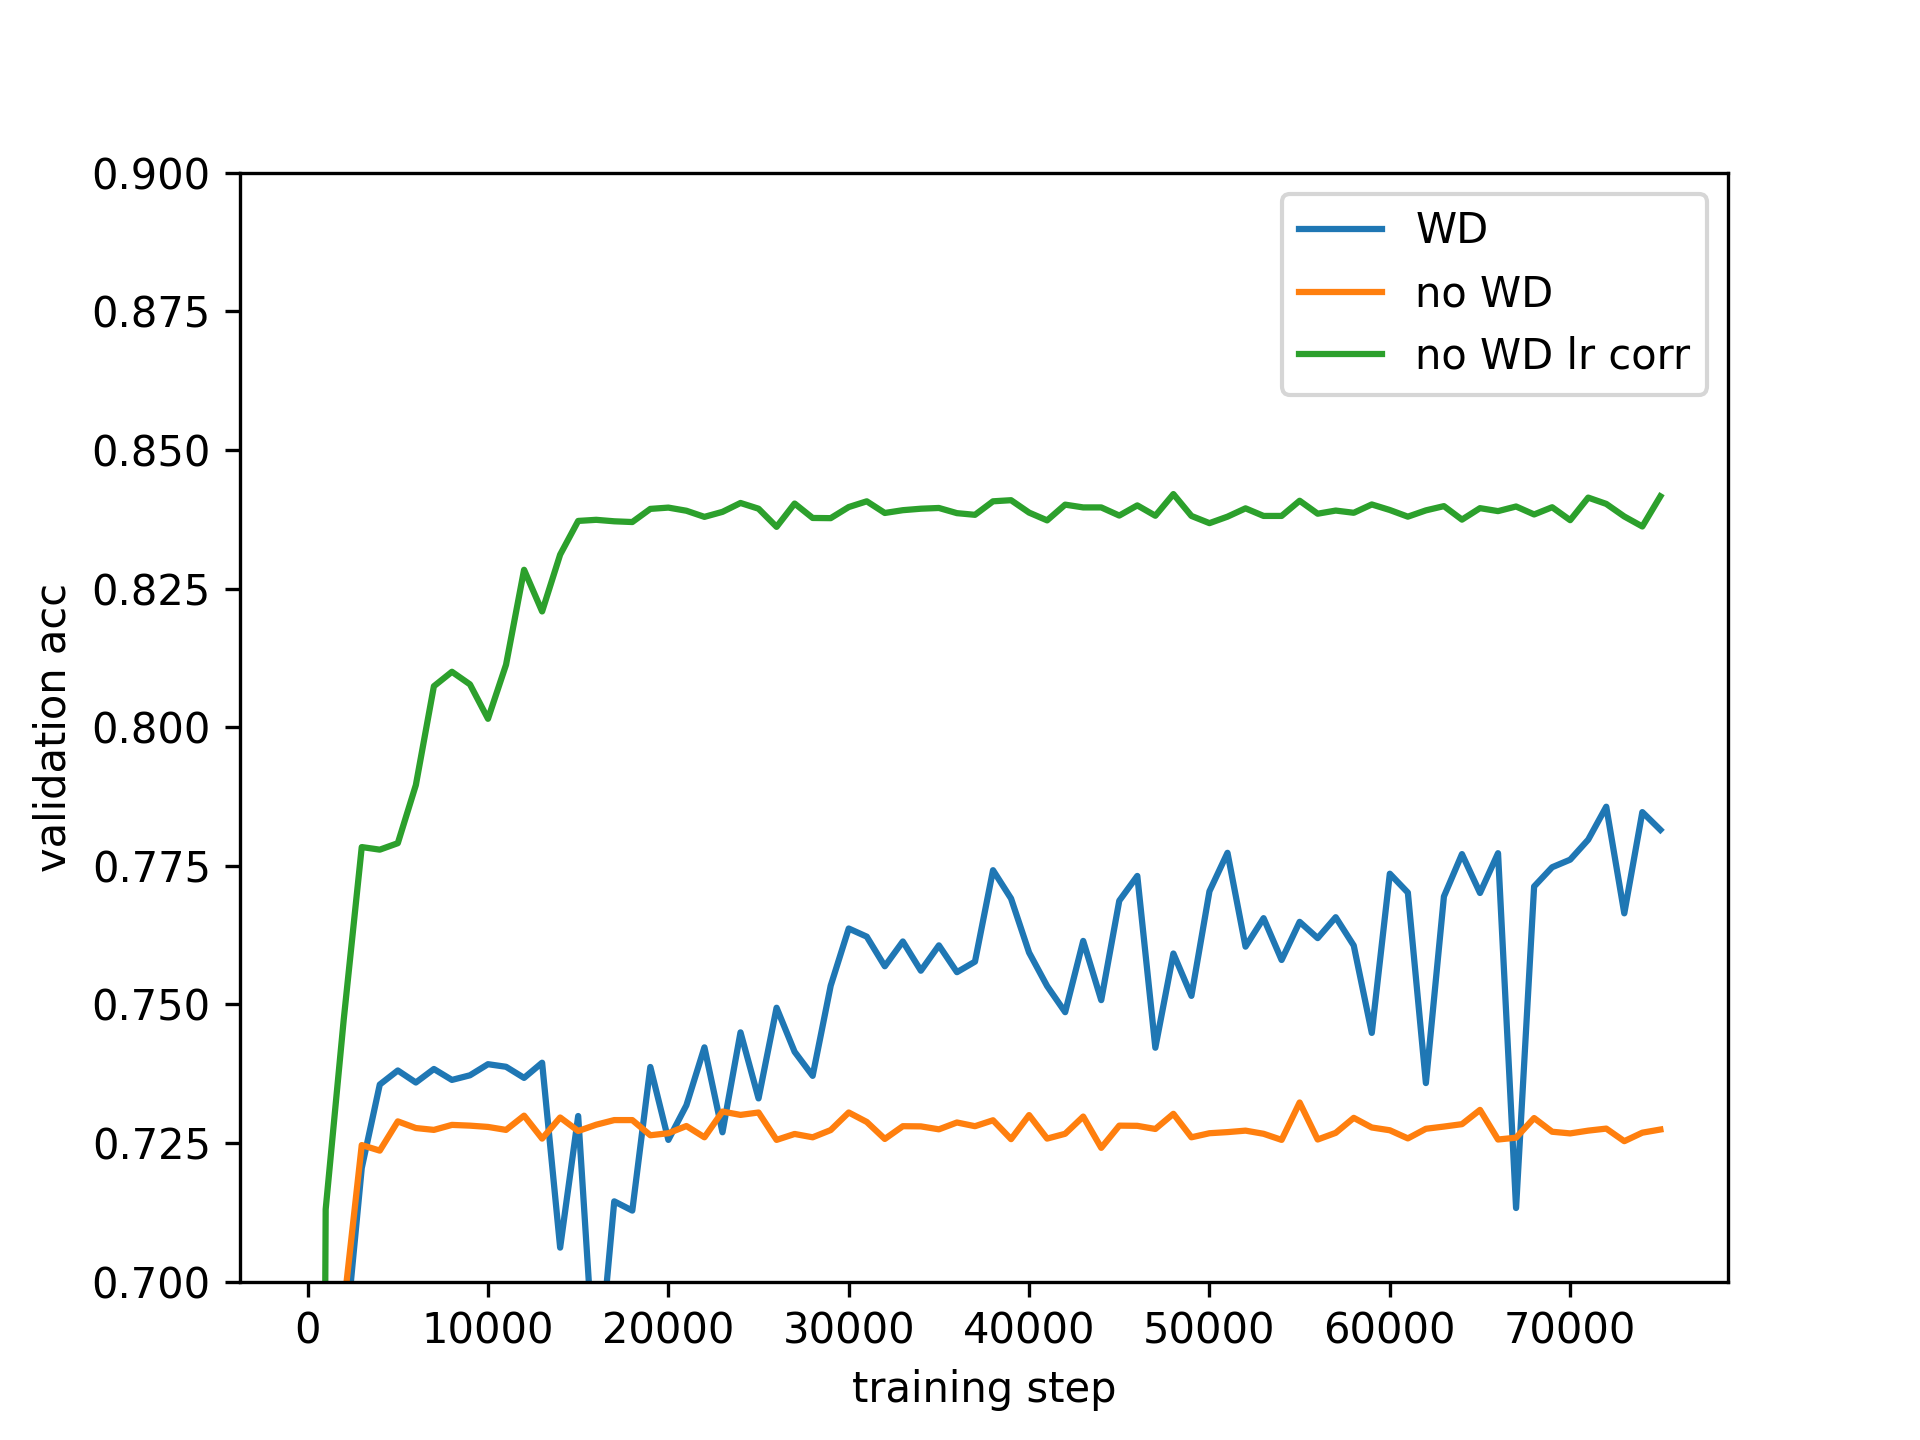 0.900
0.875
0.850
0.825
0.800
0.775
0.750
0.725
0.700
validation acc
WD
no WD
no WD lr corr
0 10000 20000 30000 40000 50000 60000 70000
training step